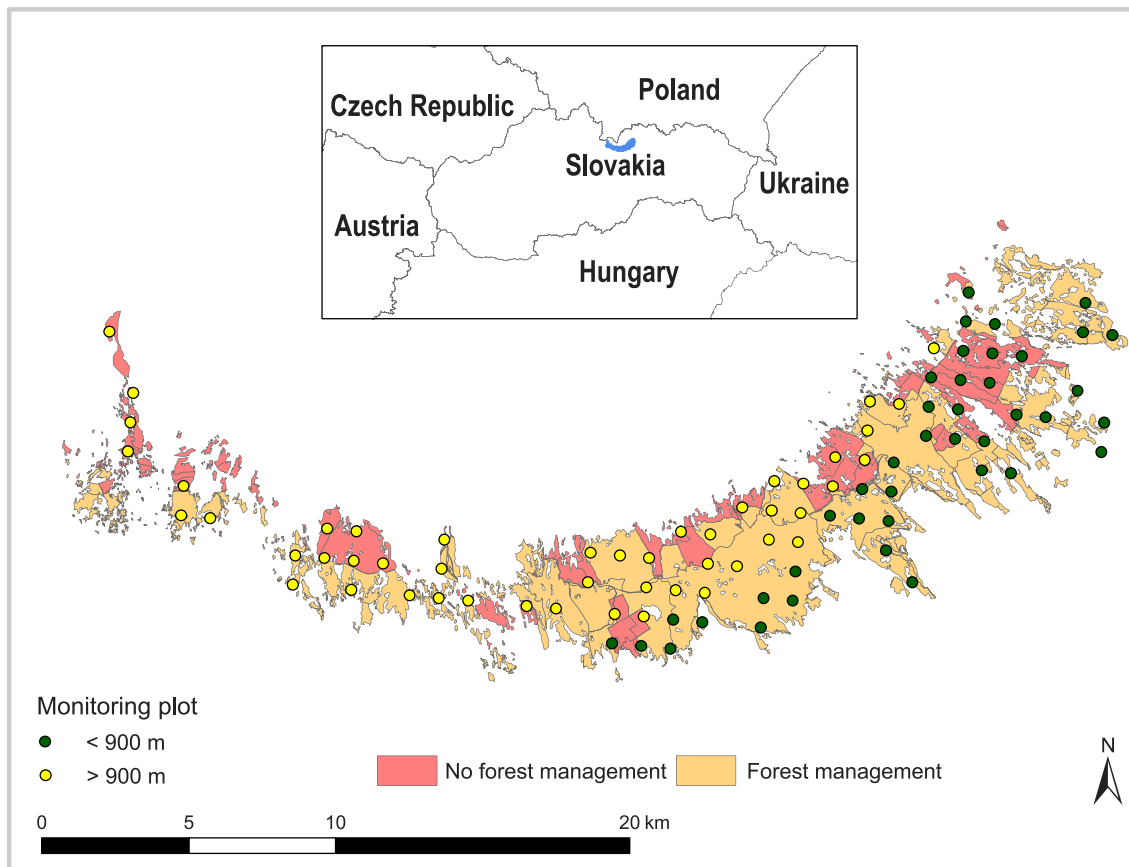 Czech Republic
Poland
Slovakia
Ukraine
Austria
Hungary
Monitoring plot
< 900 m
> 900 m
No forest management
Forest management
N
0 5 10 20 km